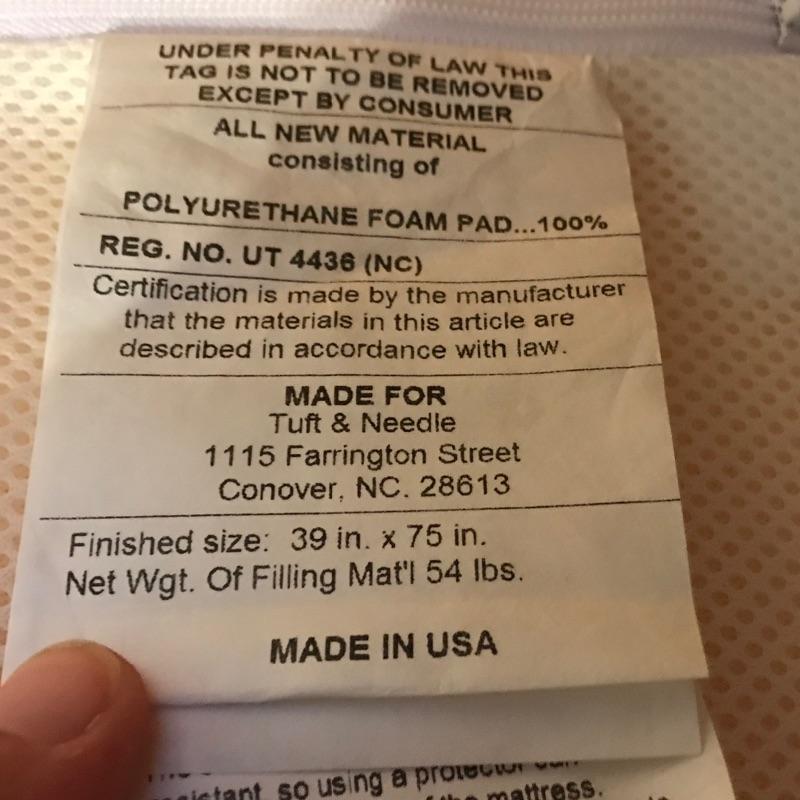 UNDER PENALTY OF LAW THIS
TAG IS NOT TO BE REMOVED
EXCEPT BY CONSUMER
ALL NEW MATERIAL
consisting of
POLYURETHANE FOAM PAD...100%
REG. NO. UT 4436 (NC)
Certification is made by the manufacturer
that the materials in this article are
described in accordance with law.
MADE FOR
Tuft & Needle
1115 Farrington Street
Conover, NC. 28613
Finished size: 39 in. x 75 in.
Net Wgt. Of Filling Mat'l 54 lbs.
MADE IN USA
so using a protector
the mattress.